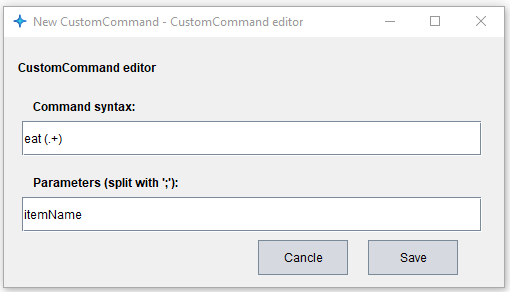 New CustomCommand - CustomCommand editor
CustomCommand editor
Command syntax:
eat (.+)
Parameters (split with ';'):
itemName
Cancle Save